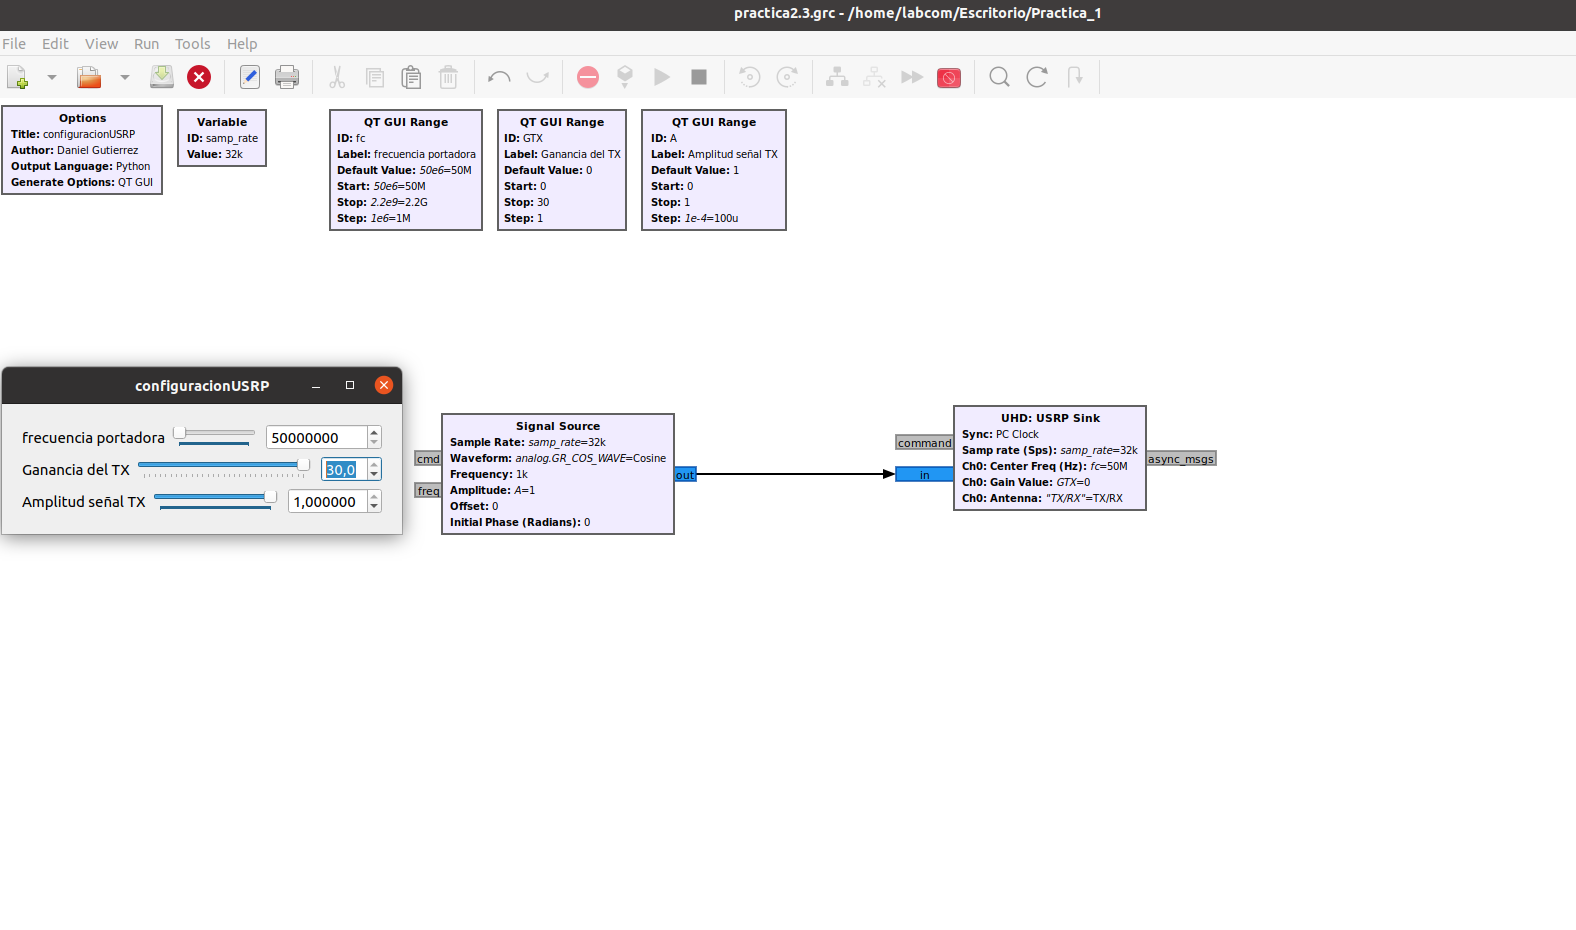 practica2.3.grc - /home/labcom/Escritorio/Practica_1
File Edit View Run Tools Help
Options
Title: configuracionUSRP
Author: Daniel Gutierrez
Output Language: Python
Generate Options: QT GUI
Variable
ID: samp_rate
Value: 32k
QT GUI Range
ID: fc
Label: frecuencia portadora
Default Value: 50e6=50M
Start: 50e6=50M
Stop: 2.2e9=2.2G
Step: 1e6=1M
QT GUI Range
ID: GTX
Label: Ganancia del TX
Default Value: 0
Start: 0
Stop: 30
Step: 1
QT GUI Range
ID: A
Label: Amplitud señal TX
Default Value: 1
Start: 0
Stop: 1
Step: 1e-4=100u
configuracionUSRP
frecuencia portadora 50000000
Ganancia del TX 30,0
Amplitud señal TX 1,000000
cmd
freq
Signal Source
Sample Rate: samp_rate=32k
Waveform: analog.GR_COS_WAVE=Cosine
Frequency: 1k
Amplitude: A=1
Offset: 0
Initial Phase (Radians): 0
out
command
in
UHD: USRP Sink
Sync: PC Clock
Samp rate (Sps): samp_rate=32k
Ch0: Center Freq (Hz): fc=50M
Ch0: Gain Value: GTX=0
Ch0: Antenna: "TX/RX"=TX/RX
async_msgs